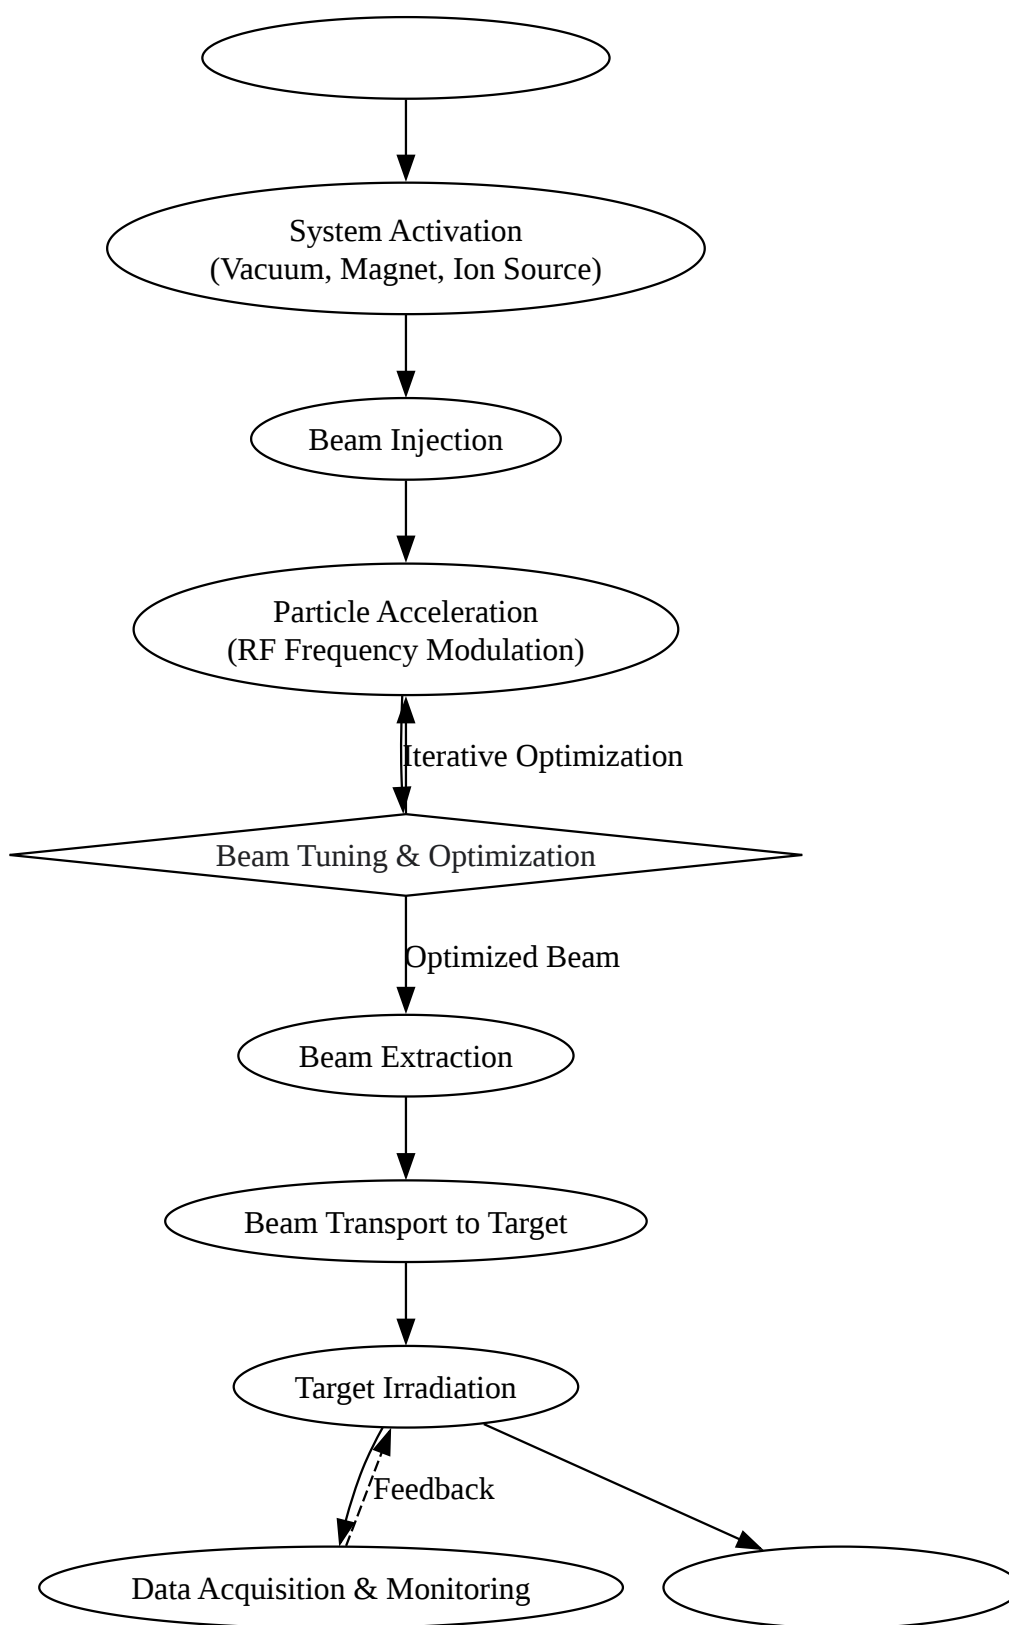 System Activation
(Vacuum, Magnet, Ion Source)
Beam Injection
Particle Acceleration
(RF Frequency Modulation)
Iterative Optimization
Beam Tuning & Optimization
Optimized Beam
Beam Extraction
Beam Transport to Target
Target Irradiation
Feedback
Data Acquisition & Monitoring